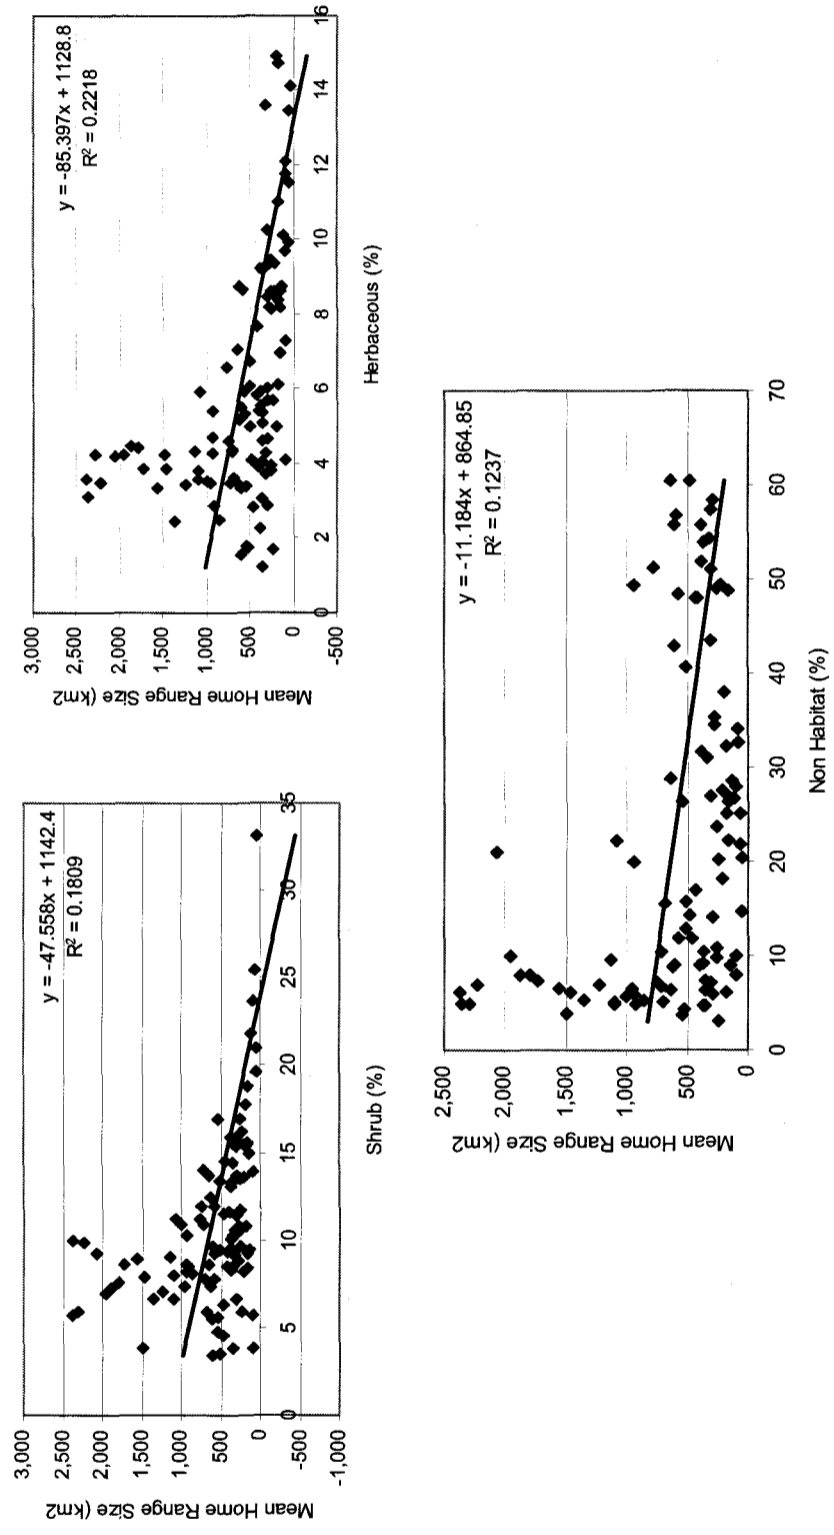 Mean Home Range Size (km2
3,000
2,500
2,000
1,500
1,000
500
0
-500
-1,000
y = -47.558x + 1142.4
R² = 0.1809
0 5 10 15 20 25 30 35
Shrub (%)
Mean Home Range Size (km2
3,000
2,500
2,000
1,500
1,000
500
0
-500
y = -85.397x + 1128.8
R² = 0.2218
0 2 4 6 8 10 12 14 16
Herbaceous (%)
Mean Home Range Size (km2
2,500
2,000
1,500
1,000
500
0
y = -11.184x + 864.85
R² = 0.1237
0 10 20 30 40 50 60 70
Non Habitat (%)